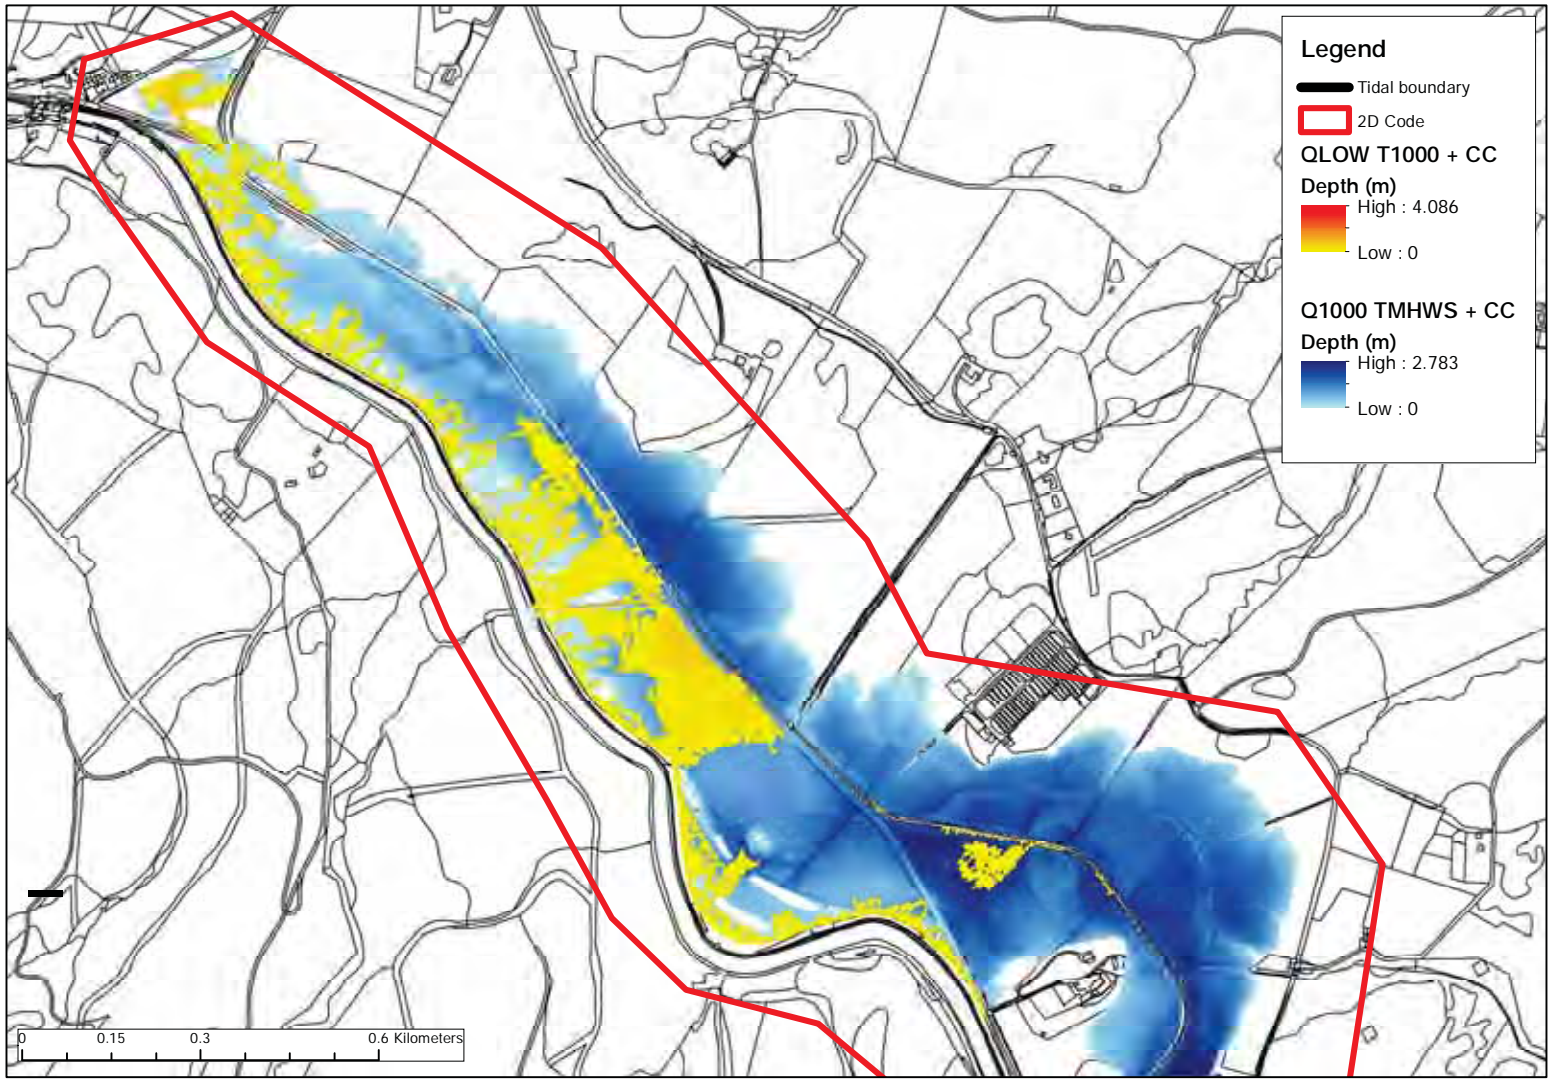 Legend
Tidal boundary
2D Code
QLOW T1000 + CC
Depth (m)
High : 4.086
Low : 0
Q1000 TMHWS + CC
Depth (m)
High : 2.783
Low : 0
0 0.15 0.3 0.6 Kilometers